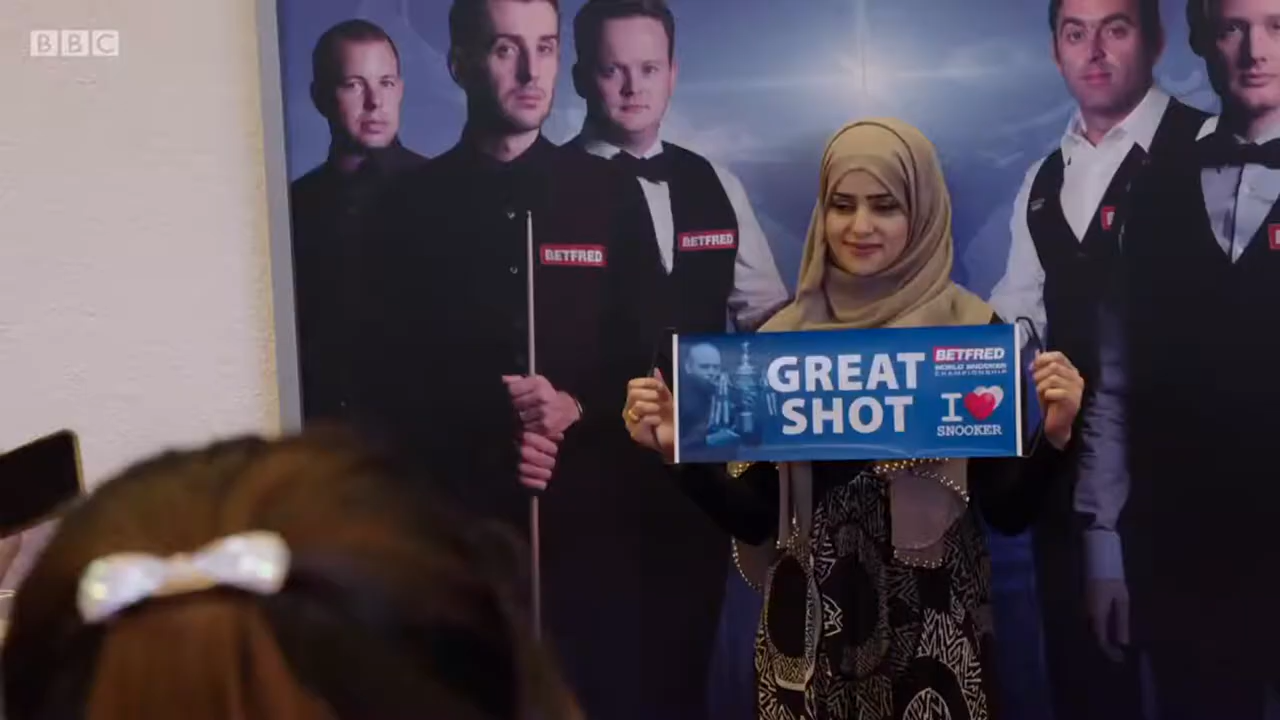 BBC
BETFRED
BETFRED
GREAT
SHOT
BETFRED
WORLD SNOOKER
CHAMPIONSHIP
I
SNOOKER